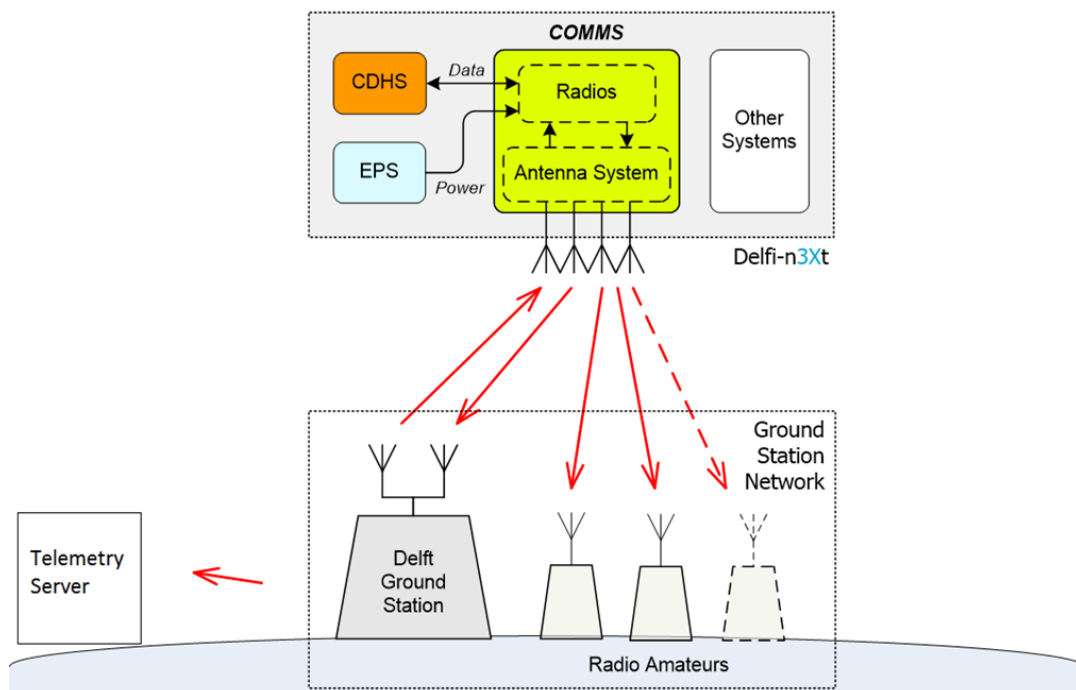 COMMS
CDHS
Data
Radios
Other
Systems
EPS
Power
Antenna System
Delfi-n3Xt
Ground
Station
Network
Telemetry
Server
Delft
Ground
Station
Radio Amateurs